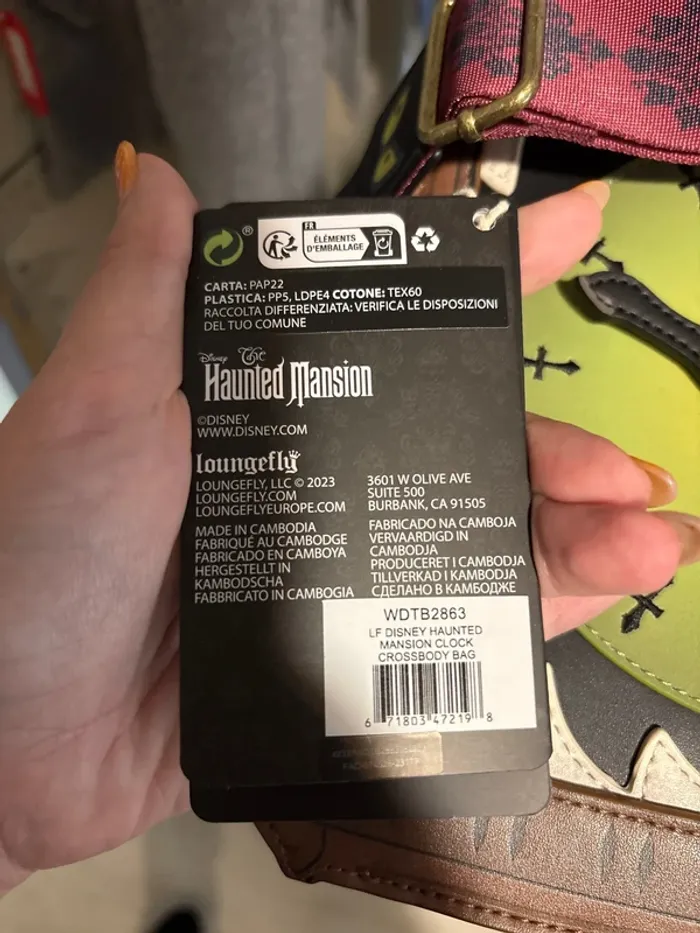 FR
ÉLÉMENTS
D'EMBALLAGE
CARTA: PAP22
PLASTICA: PP5, LDPE4 COTONE: TEX60
RACCOLTA DIFFERENZIATA: VERIFICA LE DISPOSIZIONI
DEL TUO COMUNE
Disney The
Haunted Mansion
©DISNEY
WWW.DISNEY.COM
loungefly
LOUNGEFLY, LLC © 2023
LOUNGEFLY.COM
LOUNGEFLYEUROPE.COM
3601 W OLIVE AVE
SUITE 500
BURBANK, CA 91505
MADE IN CAMBODIA
FABRIQUÉ AU CAMBODGE
FABRICADO EN CAMBOYA
HERGESTELLT IN
KAMBODSCHA
FABBRICATO IN CAMBOGIA
FABRICADO NA CAMBOJA
VERVAARDIGD IN
CAMBODJA
PRODUCERET I CAMBODJA
TILLVERKAD I KAMBODJA
СДЕЛАНО В КАМБОДЖЕ
WDTB2863
LF DISNEY HAUNTED
MANSION CLOCK
CROSSBODY BAG
6 71803 47219 8